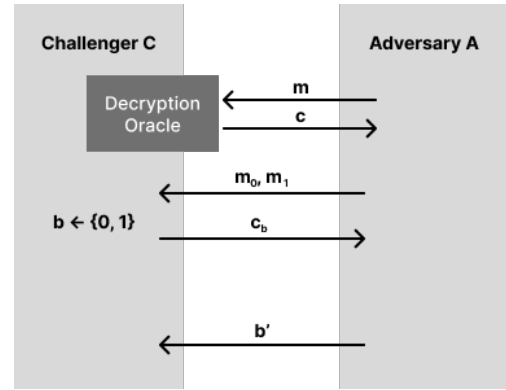 Challenger C
Adversary A
Decryption
Oracle
m
c
m₀, m₁
b ← {0, 1}
c_b
b'